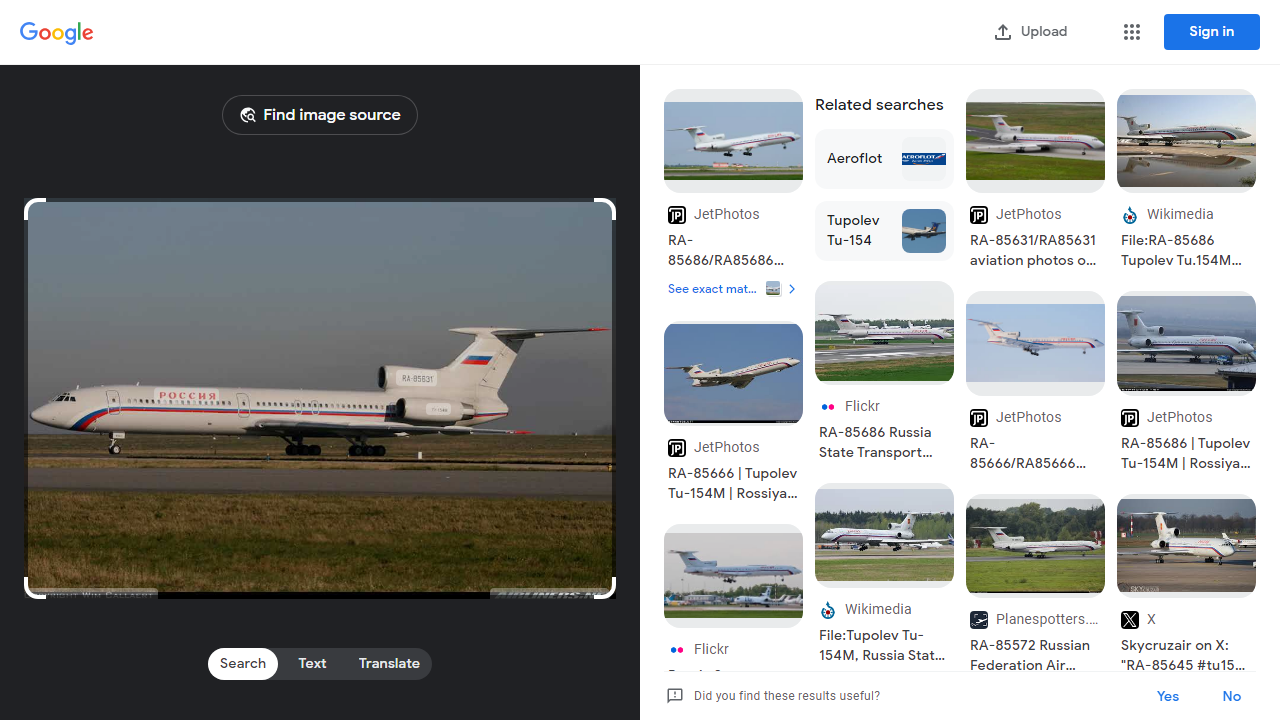 Google
Upload
Sign in
Find image source
РОССИЯ
RA-85631
Search
Text
Translate
JetPhotos
RA-
85686/RA85686...
See exact mat...
JetPhotos
RA-85666 | Tupolev
Tu-154M | Rossiya...
Flickr
Related searches
Aeroflot
AEROFLOT
Tupolev
Tu-154
Flickr
RA-85686 Russia
State Transport...
Wikimedia
File:Tupolev Tu-
154M, Russia Stat...
JetPhotos
RA-85631/RA85631
aviation photos o...
JetPhotos
RA-
85666/RA85666...
Planespotters....
RA-85572 Russian
Federation Air...
Wikimedia
File:RA-85686
Tupolev Tu.154M...
JetPhotos
RA-85686 | Tupolev
Tu-154M | Rossiya...
X
Skycruzair on X:
"RA-85645 #tu15...
Did you find these results useful?
Yes
No